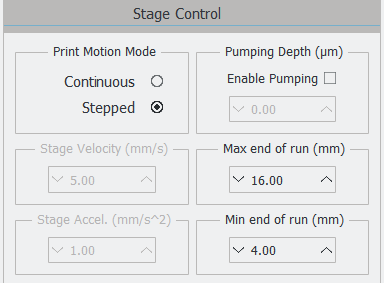 Stage Control
Print Motion Mode
Continuous
Stepped
Pumping Depth (µm)
Enable Pumping
0.00
Stage Velocity (mm/s)
5.00
Max end of run (mm)
16.00
Stage Accel. (mm/s^2)
1.00
Min end of run (mm)
4.00